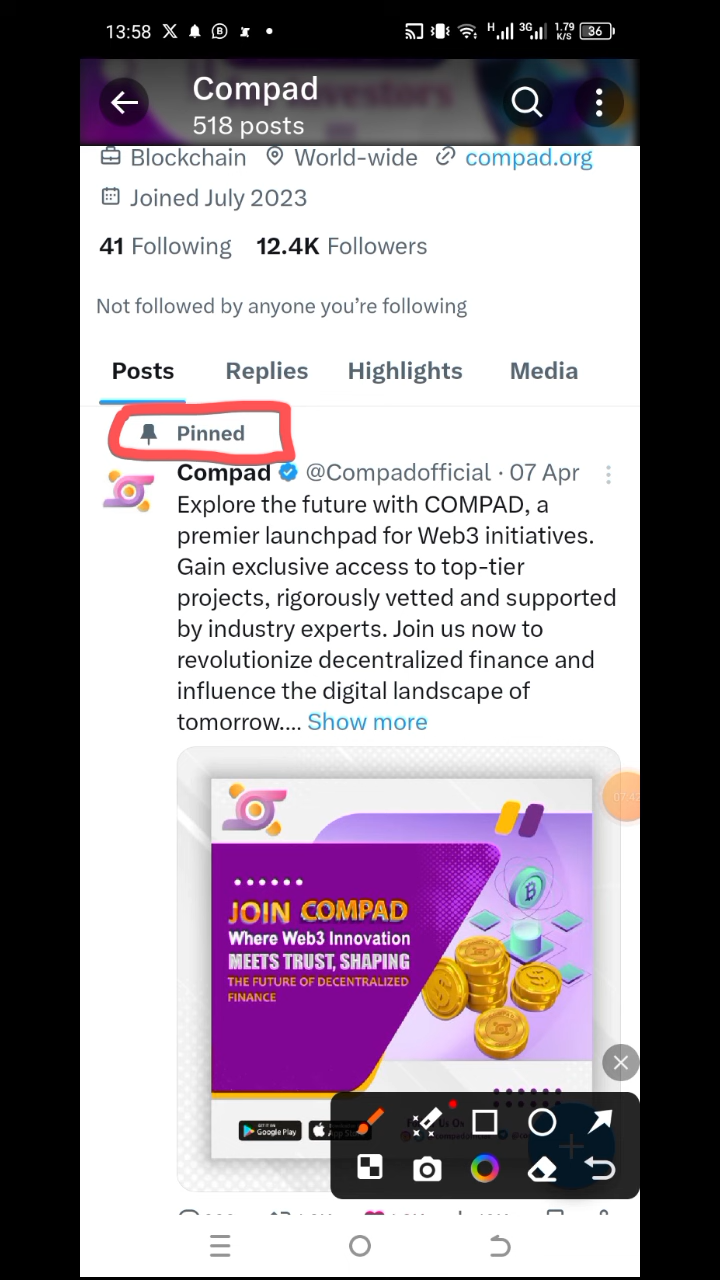 13:58
H
3G
1.79
K/S
36
Compad
518 posts
Blockchain World-wide compad.org
Joined July 2023
41 Following 12.4K Followers
Not followed by anyone you’re following
Posts Replies Highlights Media
Pinned
Compad @Compadofficial · 07 Apr
Explore the future with COMPAD, a
premier launchpad for Web3 initiatives.
Gain exclusive access to top-tier
projects, rigorously vetted and supported
by industry experts. Join us now to
revolutionize decentralized finance and
influence the digital landscape of
tomorrow.... Show more
JOIN COMPAD
Where Web3 Innovation
MEETS TRUST, SHAPING
THE FUTURE OF DECENTRALIZED
FINANCE
GET IT ON
Google Play